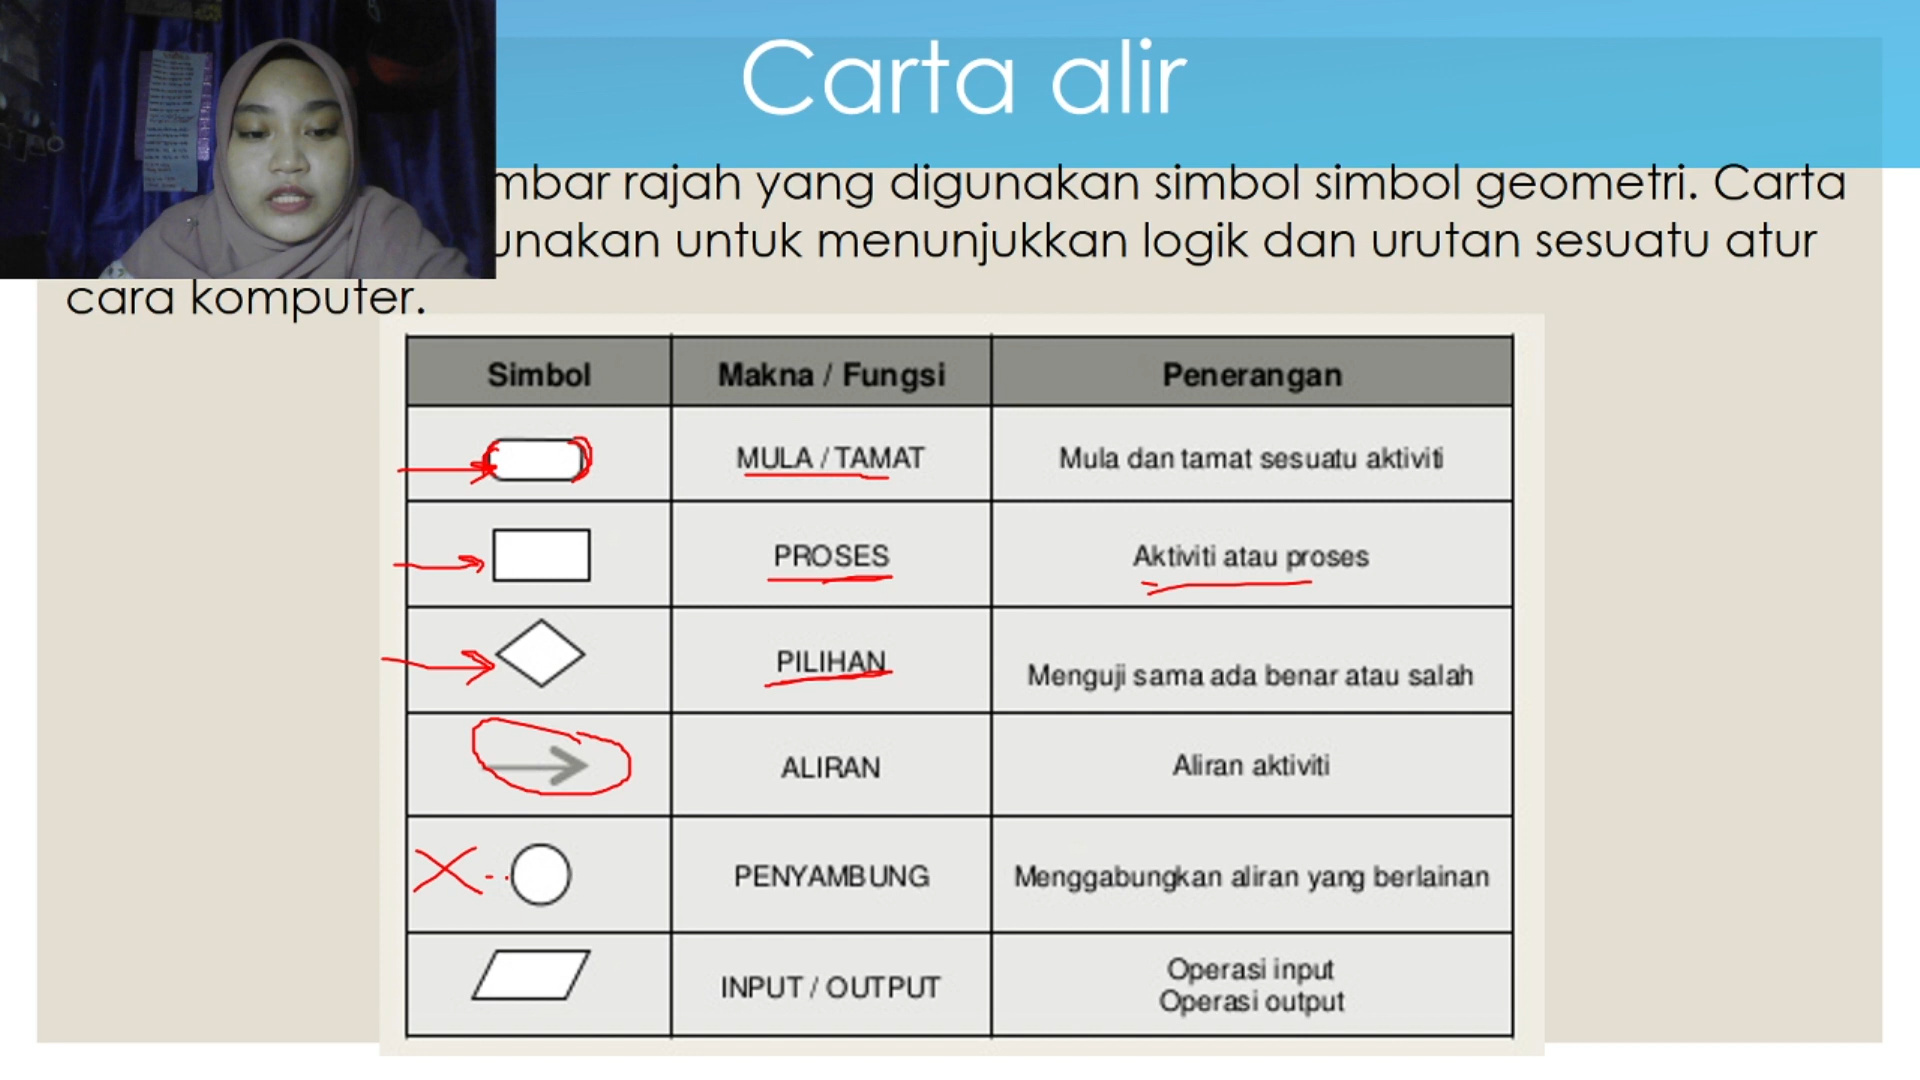 Carta alir
mbar rajah yang digunakan simbol simbol geometri. Carta
unakan untuk menunjukkan logik dan urutan sesuatu atur
cara komputer.
Simbol Makna / Fungsi Penerangan
MULA / TAMAT Mula dan tamat sesuatu aktiviti
PROSES Aktiviti atau proses
PILIHAN Menguji sama ada benar atau salah
ALIRAN Aliran aktiviti
PENYAMBUNG Menggabungkan aliran yang berlainan
INPUT / OUTPUT Operasi input
Operasi output